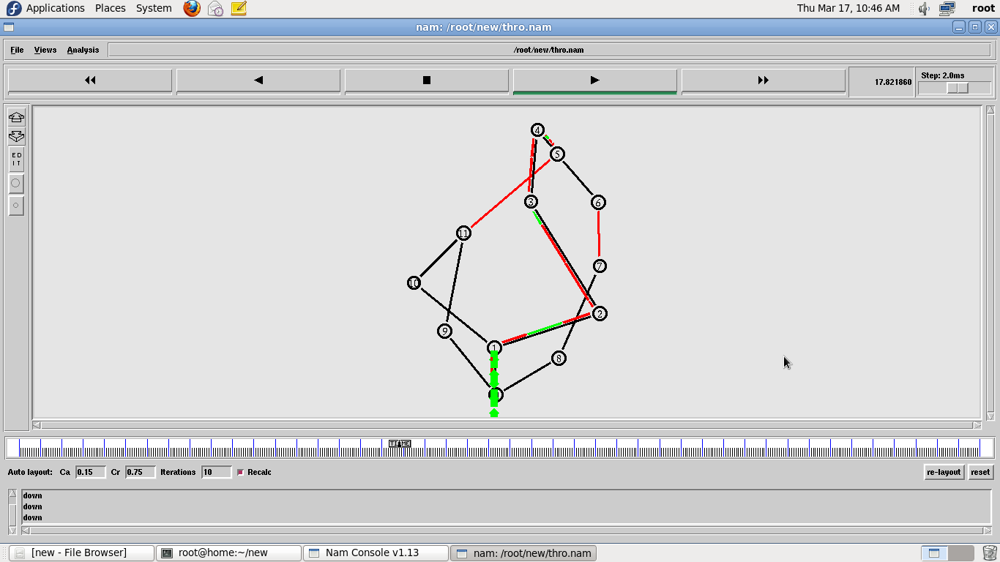 Applications Places System Thu Mar 17, 10:46 AM root
nam: /root/new/thro.nam
File Views Analysis /root/new/thro.nam
17.821860 Step: 2.0ms
E D
I T
4
5
3
6
11
7
10
2
9
1
8
TIME
Auto layout: Ca 0.15 Cr 0.75 Iterations 10 Recalc re-layout reset
down
down
down
[new - File Browser] root@home:~/new Nam Console v1.13 nam: /root/new/thro.nam